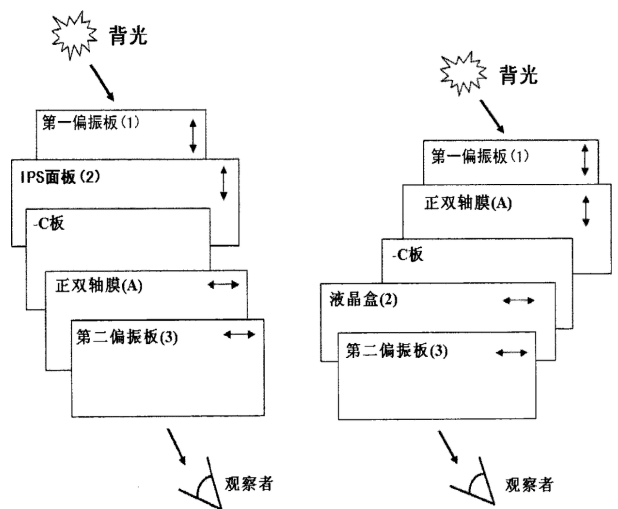 背光
第一偏振板(1)
IPS面板(2)
-C板
正双轴膜(A)
第二偏振板(3)
观察者
背光
第一偏振板(1)
正双轴膜(A)
-C板
液晶盒(2)
第二偏振板(3)
观察者